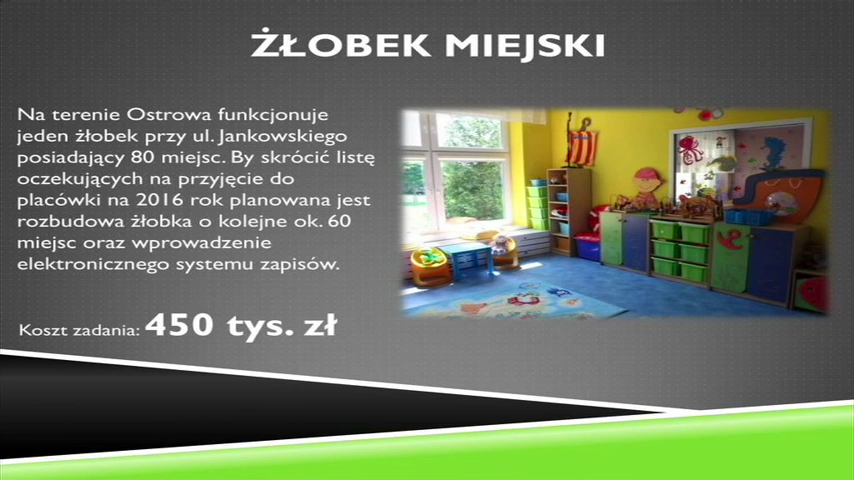 ŻŁOBEK MIEJSKI
Na terenie Ostrowa funkcjonuje
jeden żłobek przy ul. Jankowskiego
posiadający 80 miejsc. By skrócić listę
oczekujących na przyjęcie do
placówki na 2016 rok planowana jest
rozbudowa żłobka o kolejne ok. 60
miejsc oraz wprowadzenie
elektronicznego systemu zapisów.
Koszt zadania: 450 tys. zł